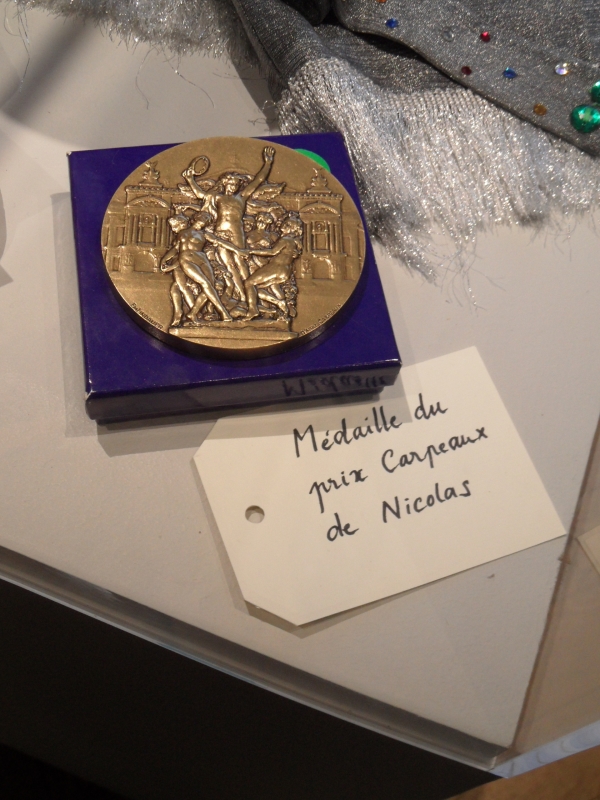 Médaille du
prix Carpeaux
de Nicolas